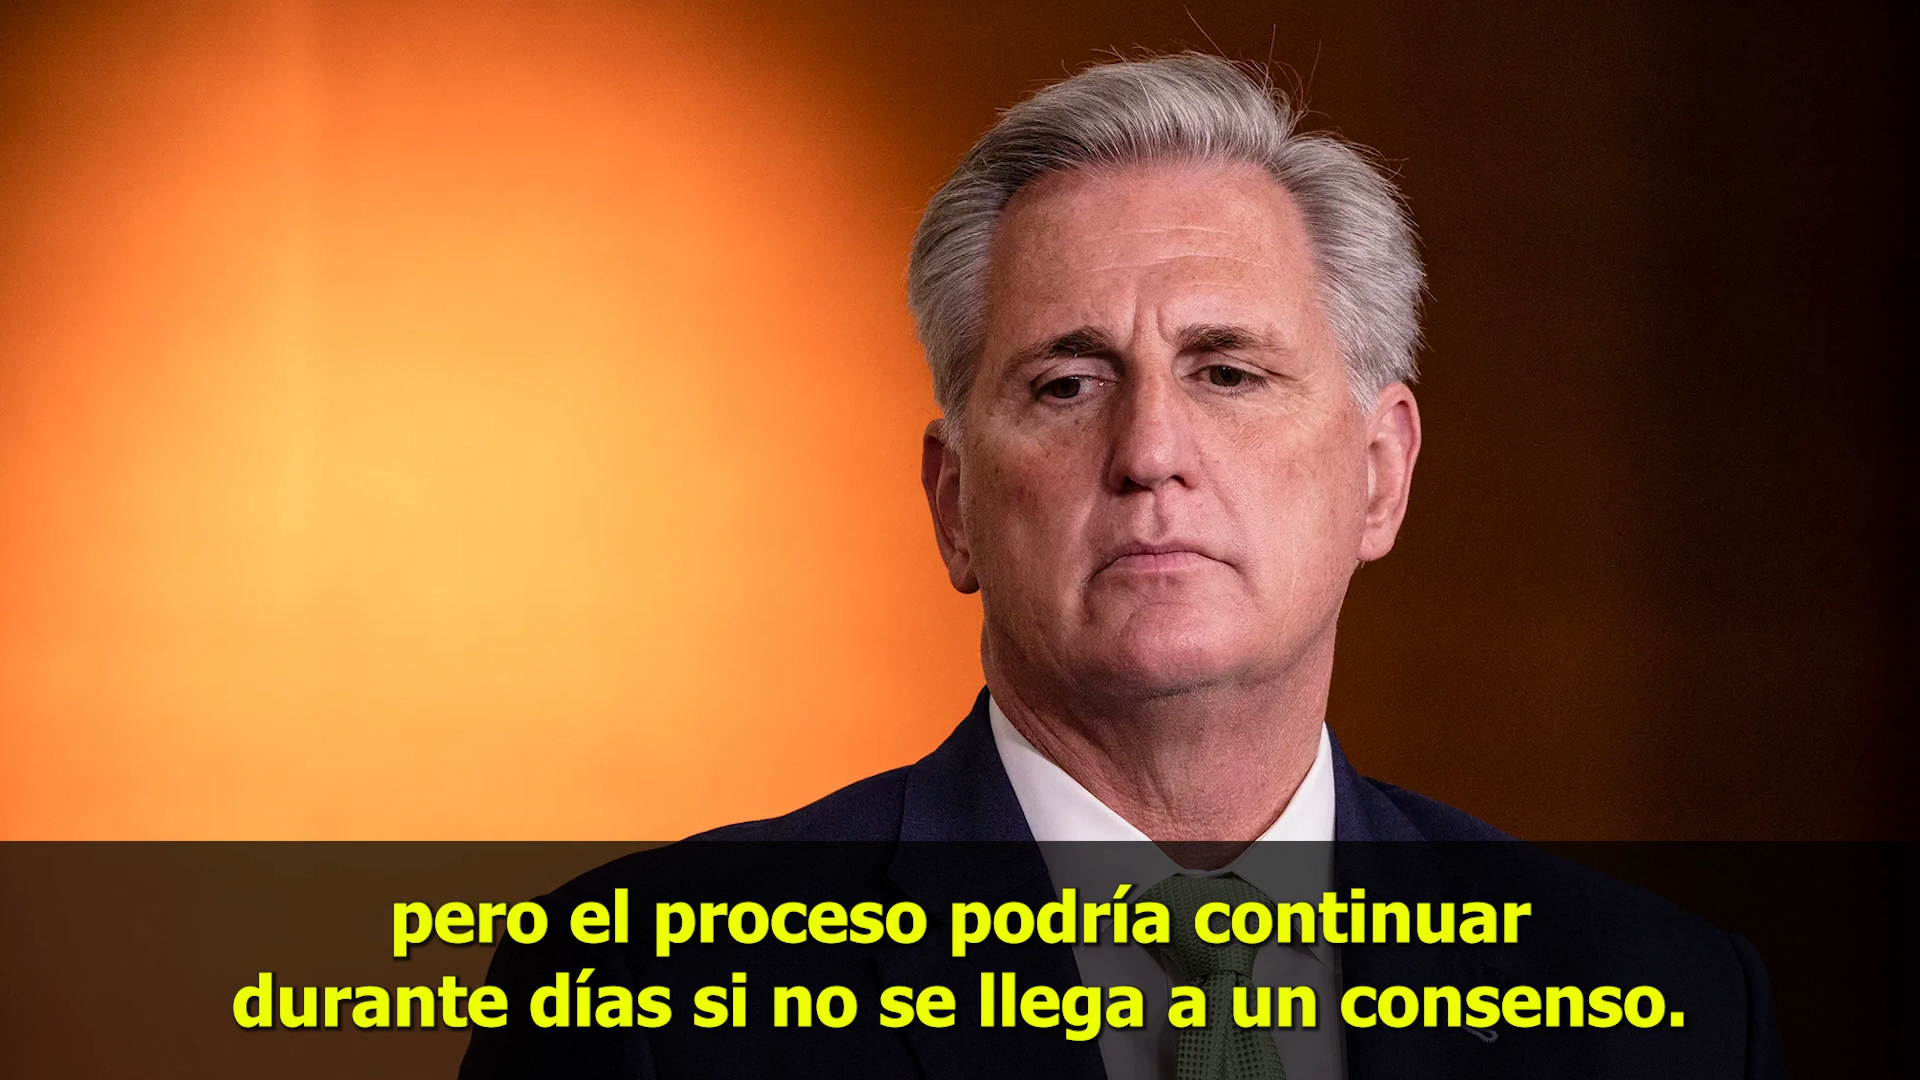 pero el proceso podría continuar
durante días si no se llega a un consenso.